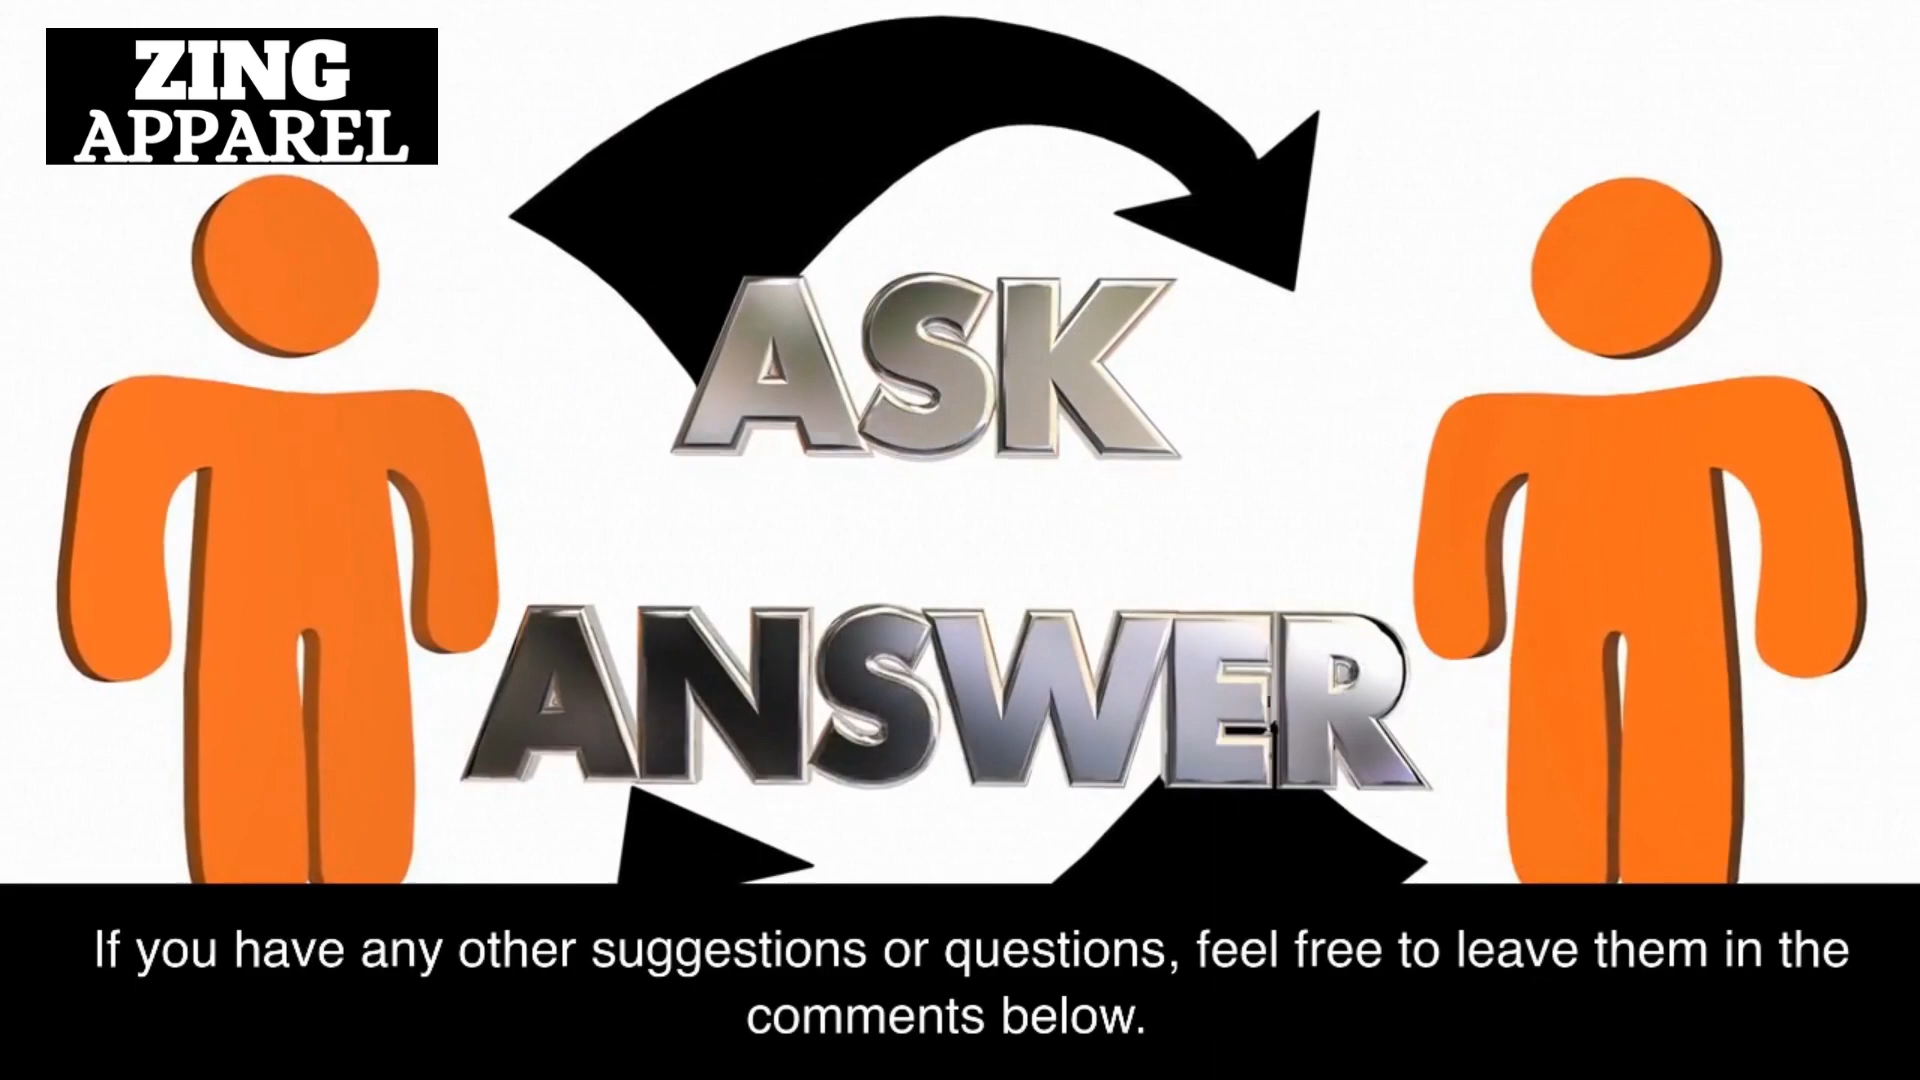 ZING
APPAREL
ASK
ANSWER
If you have any other suggestions or questions, feel free to leave them in the
comments below.